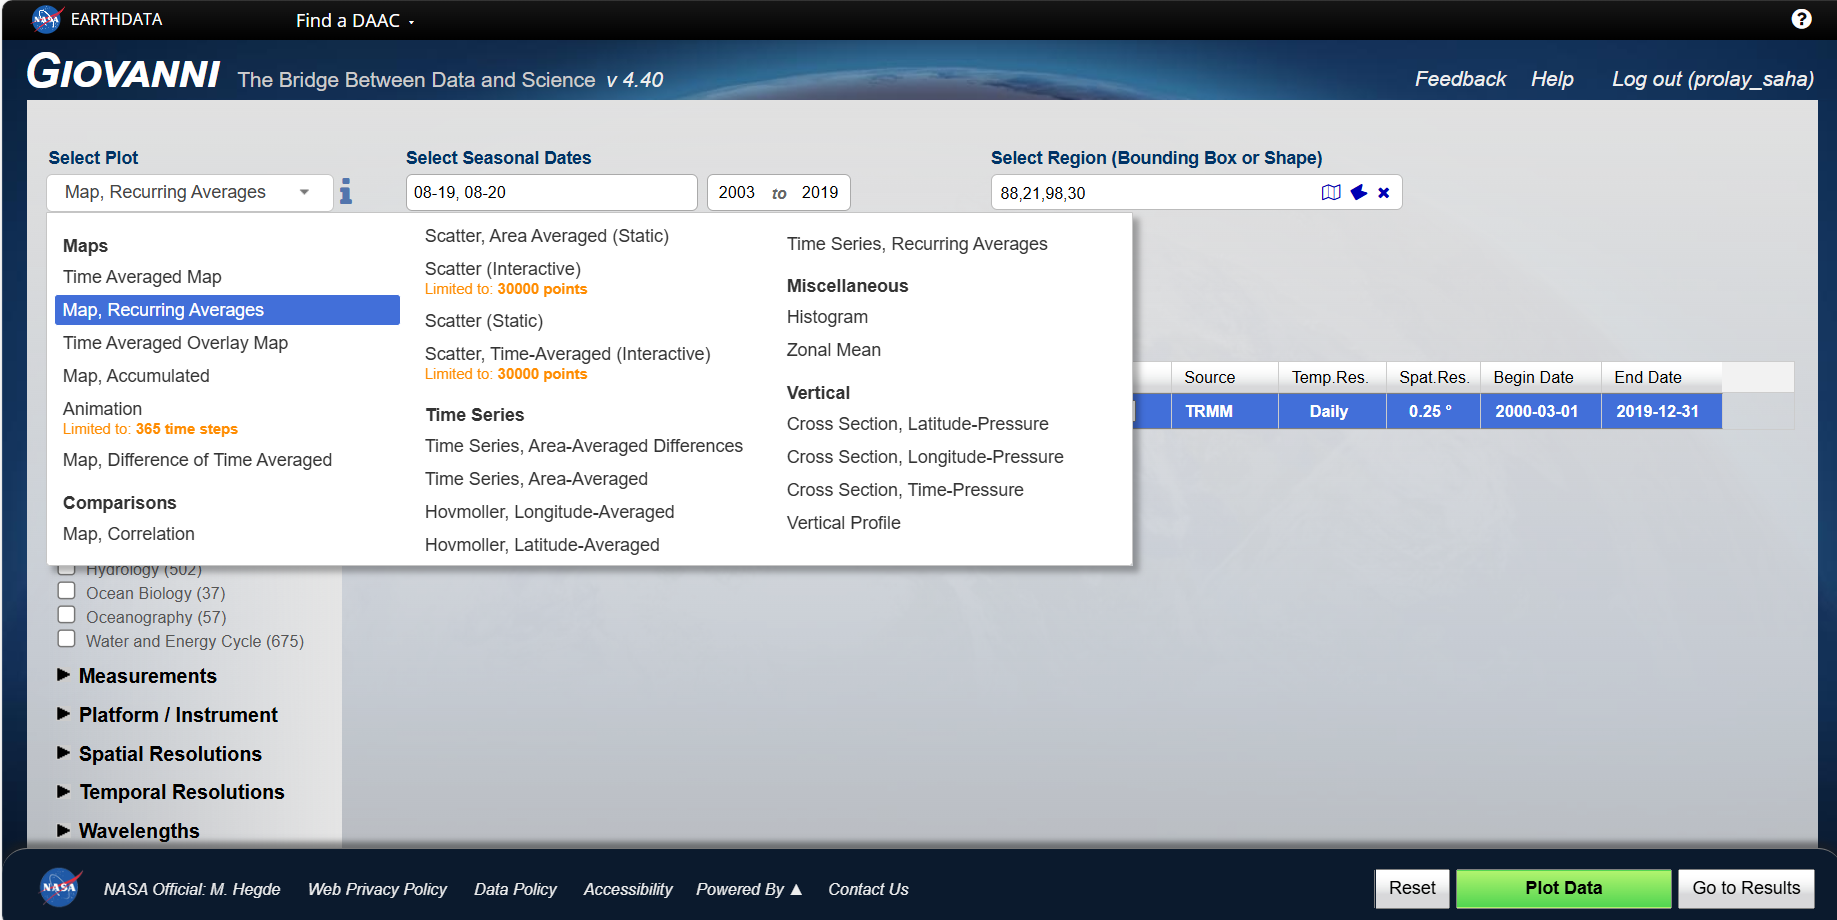 NASA EARTHDATA
Find a DAAC
?
GIOVANNI The Bridge Between Data and Science v 4.40
Feedback Help Log out (prolay_saha)
Select Plot
Map, Recurring Averages
i
Select Seasonal Dates
08-19, 08-20
2003 to 2019
Select Region (Bounding Box or Shape)
88,21,98,30
Maps
Time Averaged Map
Map, Recurring Averages
Time Averaged Overlay Map
Map, Accumulated
Animation
Limited to: 365 time steps
Map, Difference of Time Averaged
Comparisons
Map, Correlation
Scatter, Area Averaged (Static)
Scatter (Interactive)
Limited to: 30000 points
Scatter (Static)
Scatter, Time-Averaged (Interactive)
Limited to: 30000 points
Time Series
Time Series, Area-Averaged Differences
Time Series, Area-Averaged
Hovmoller, Longitude-Averaged
Hovmoller, Latitude-Averaged
Time Series, Recurring Averages
Miscellaneous
Histogram
Zonal Mean
Vertical
Cross Section, Latitude-Pressure
Cross Section, Longitude-Pressure
Cross Section, Time-Pressure
Vertical Profile
Source Temp.Res. Spat.Res. Begin Date End Date
TRMM Daily 0.25 ° 2000-03-01 2019-12-31
Hydrology (502)
Ocean Biology (37)
Oceanography (57)
Water and Energy Cycle (675)
Measurements
Platform / Instrument
Spatial Resolutions
Temporal Resolutions
Wavelengths
NASA NASA Official: M. Hegde Web Privacy Policy Data Policy Accessibility Powered By ▲ Contact Us
Reset Plot Data Go to Results